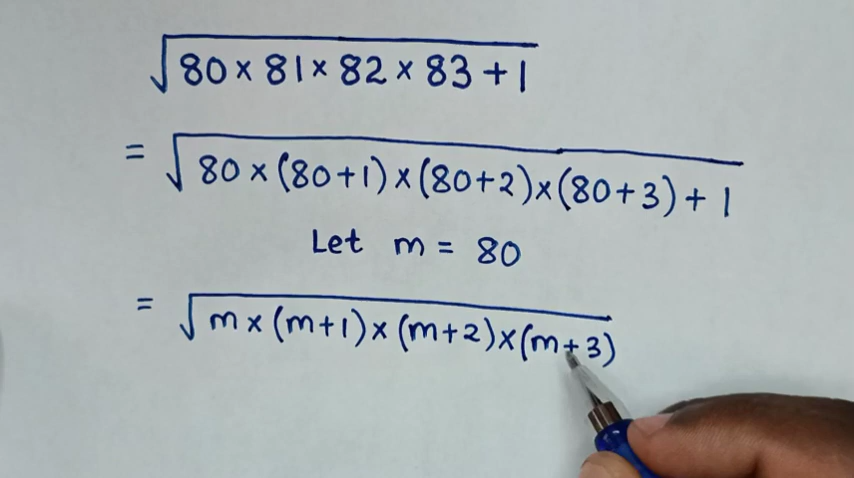 √80 × 81 × 82 × 83 + 1
= √80 × (80+1) × (80+2) × (80+3) + 1
Let m = 80
= √m × (m+1) × (m+2) × (m+3)